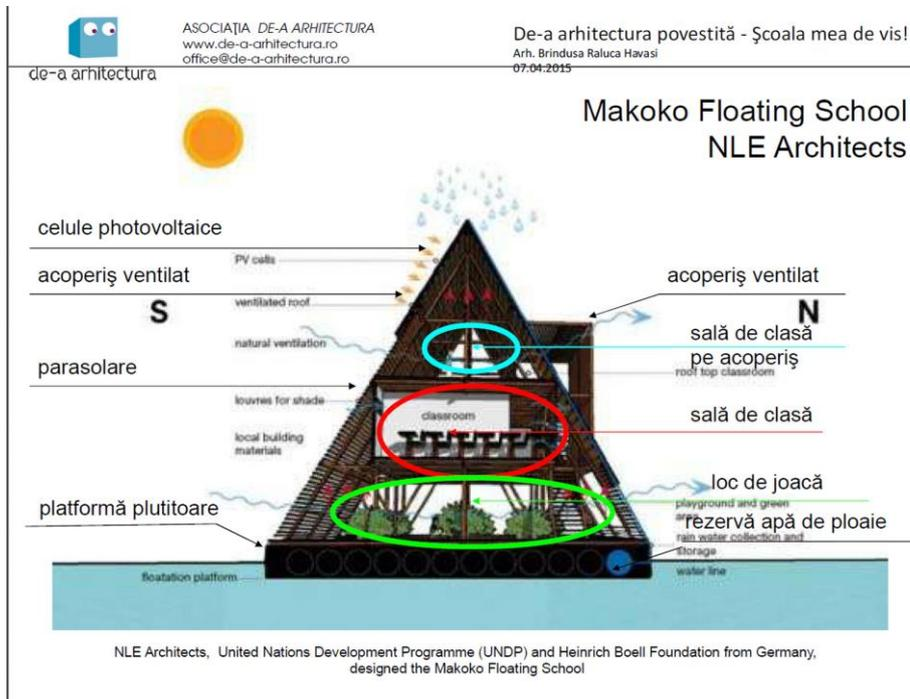 ASOCIAŢIA DE-A ARHITECTURA
www.de-a-arhitectura.ro
office@de-a-arhitectura.ro
de-a arhitectura
De-a arhitectura povestită - Şcoala mea de vis!
Arh. Brindusa Raluca Havasi
07.04.2015
Makoko Floating School
NLE Architects
celule photovoltaice
PV cells
acoperiş ventilat
acoperiş ventilat
ventilated roof
S
N
natural ventilation
sală de clasă
pe acoperiş
roof top classroom
parasolare
louvres for shade
classroom
sală de clasă
local building
materials
loc de joacă
playground and green
area
platformă plutitoare
rezervă apă de ploaie
rain water collection and
storage
floatation platform
water line
NLE Architects, United Nations Development Programme (UNDP) and Heinrich Boell Foundation from Germany,
designed the Makoko Floating School